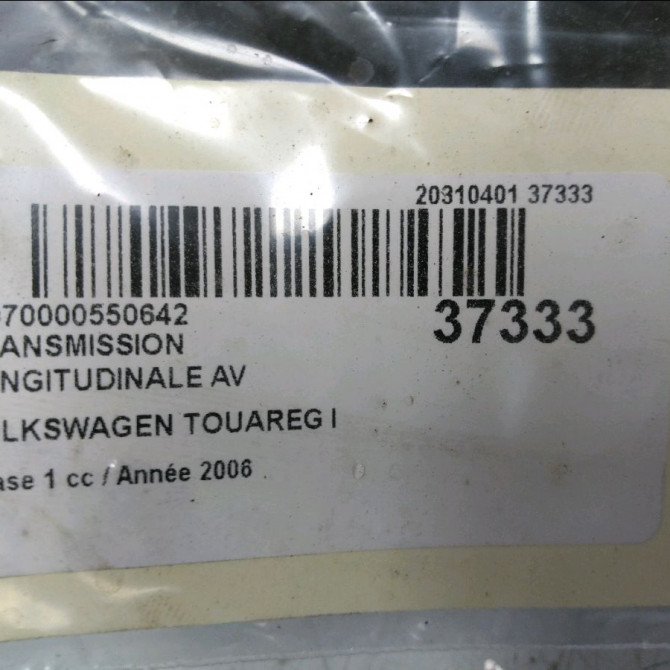 20310401 37333
70000550642
37333
ANSMISSION
NGITUDINALE AV
LKSWAGEN TOUAREG I
ase 1 cc / Année 2006